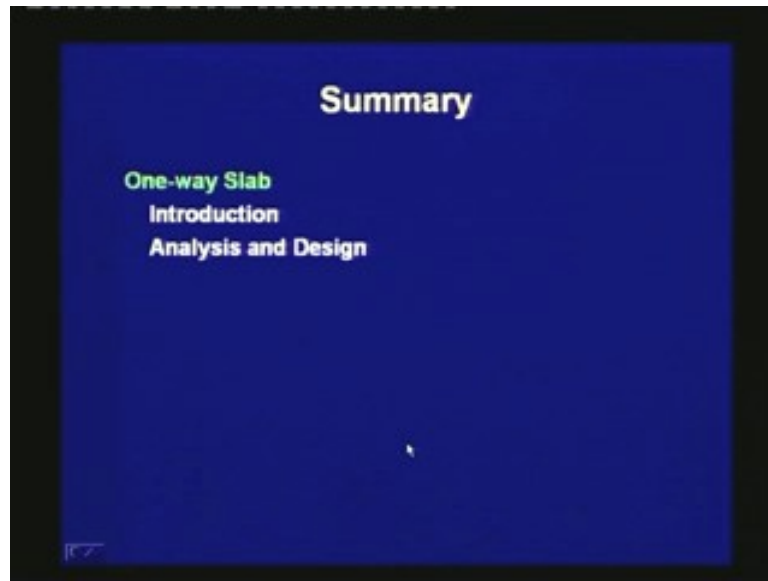 Summary
One-way Slab
Introduction
Analysis and Design